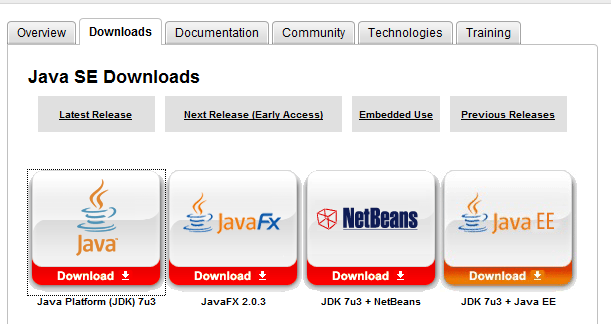 Overview Downloads Documentation Community Technologies Training
Java SE Downloads
Latest Release Next Release (Early Access) Embedded Use Previous Releases
Java JavaFX NetBeans Java EE
Download Download Download Download
Java Platform (JDK) 7u3 JavaFX 2.0.3 JDK 7u3 + NetBeans JDK 7u3 + Java EE